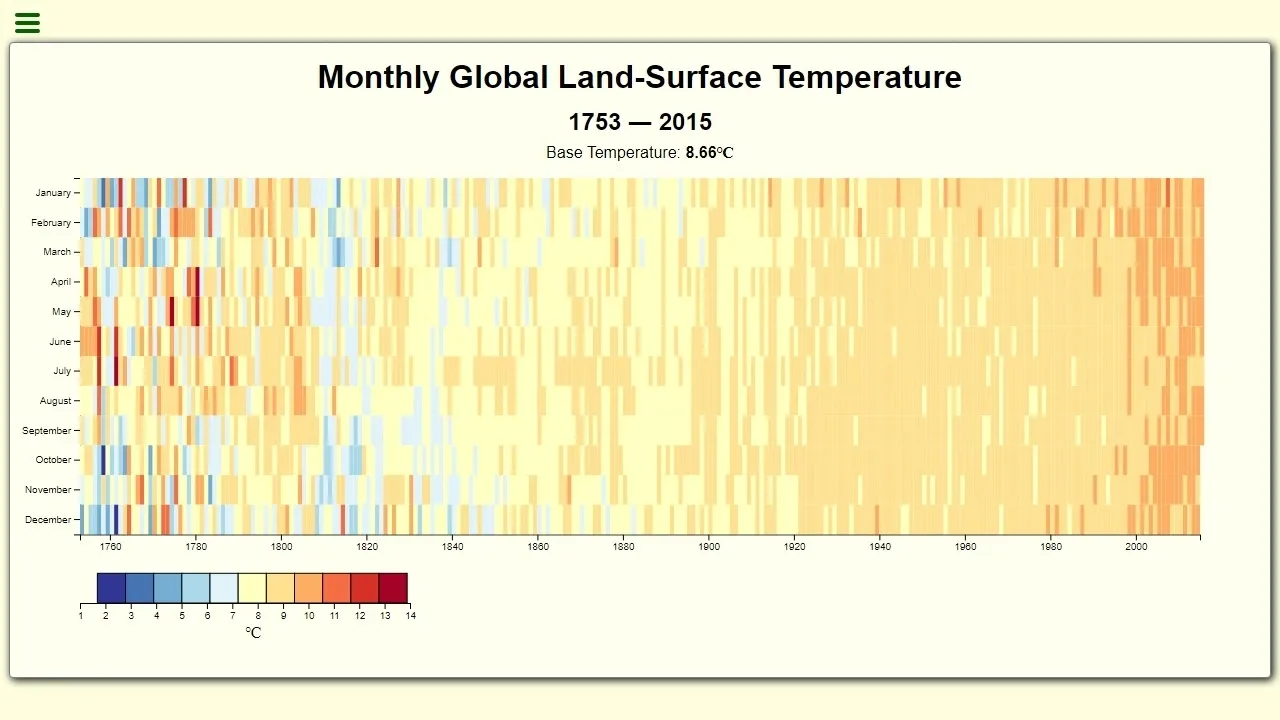 Monthly Global Land-Surface Temperature
1753 — 2015
Base Temperature: 8.66℃
January
February
March
April
May
June
July
August
September
October
November
December
1760 1780 1800 1820 1840 1860 1880 1900 1920 1940 1960 1980 2000
1 2 3 4 5 6 7 8 9 10 11 12 13 14
℃